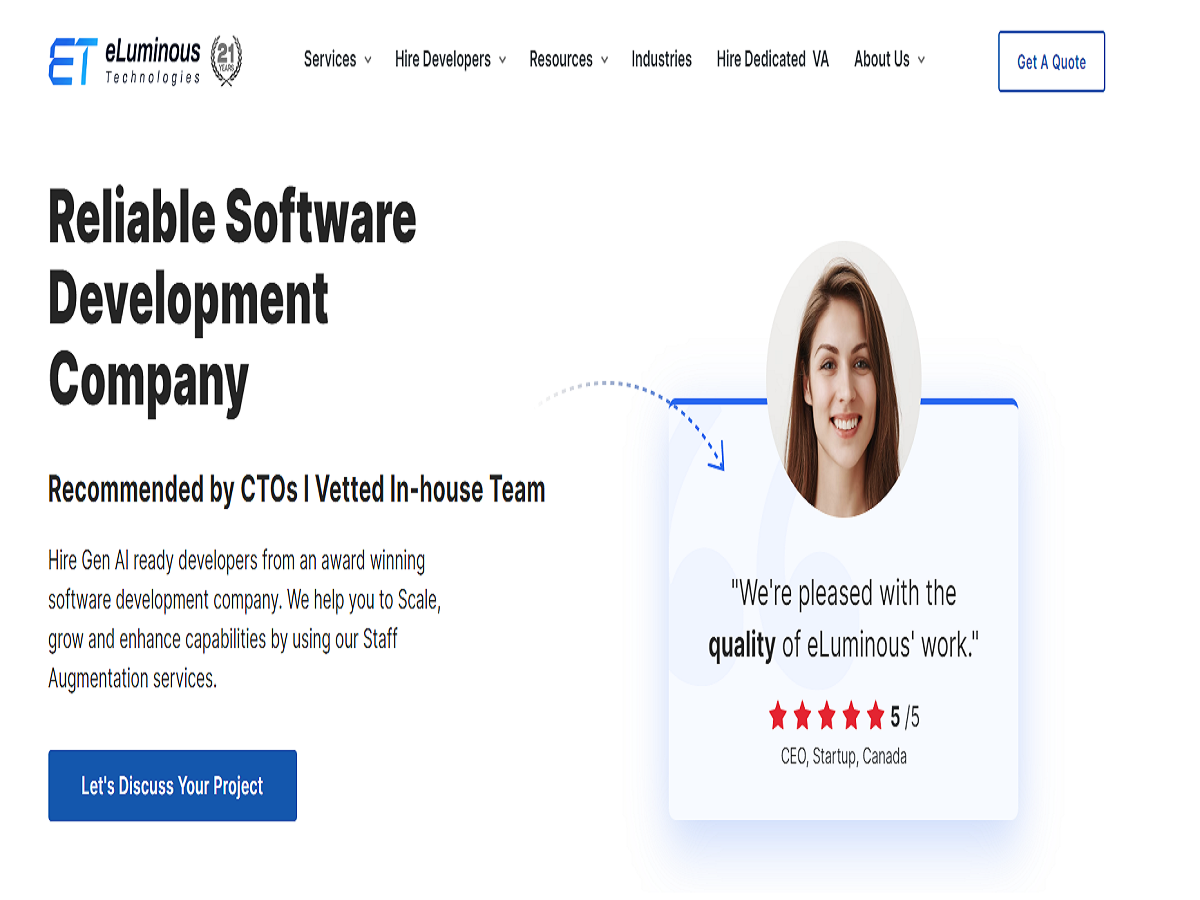 ET eLuminous
Technologies
21
YEARS
Services
Hire Developers
Resources
Industries
Hire Dedicated VA
About Us
Get A Quote
Reliable Software
Development
Company
Recommended by CTOs I Vetted In-house Team
Hire Gen AI ready developers from an award winning
software development company. We help you to Scale,
grow and enhance capabilities by using our Staff
Augmentation services.
Let's Discuss Your Project
"We're pleased with the
quality of eLuminous' work."
5 /5
CEO, Startup, Canada